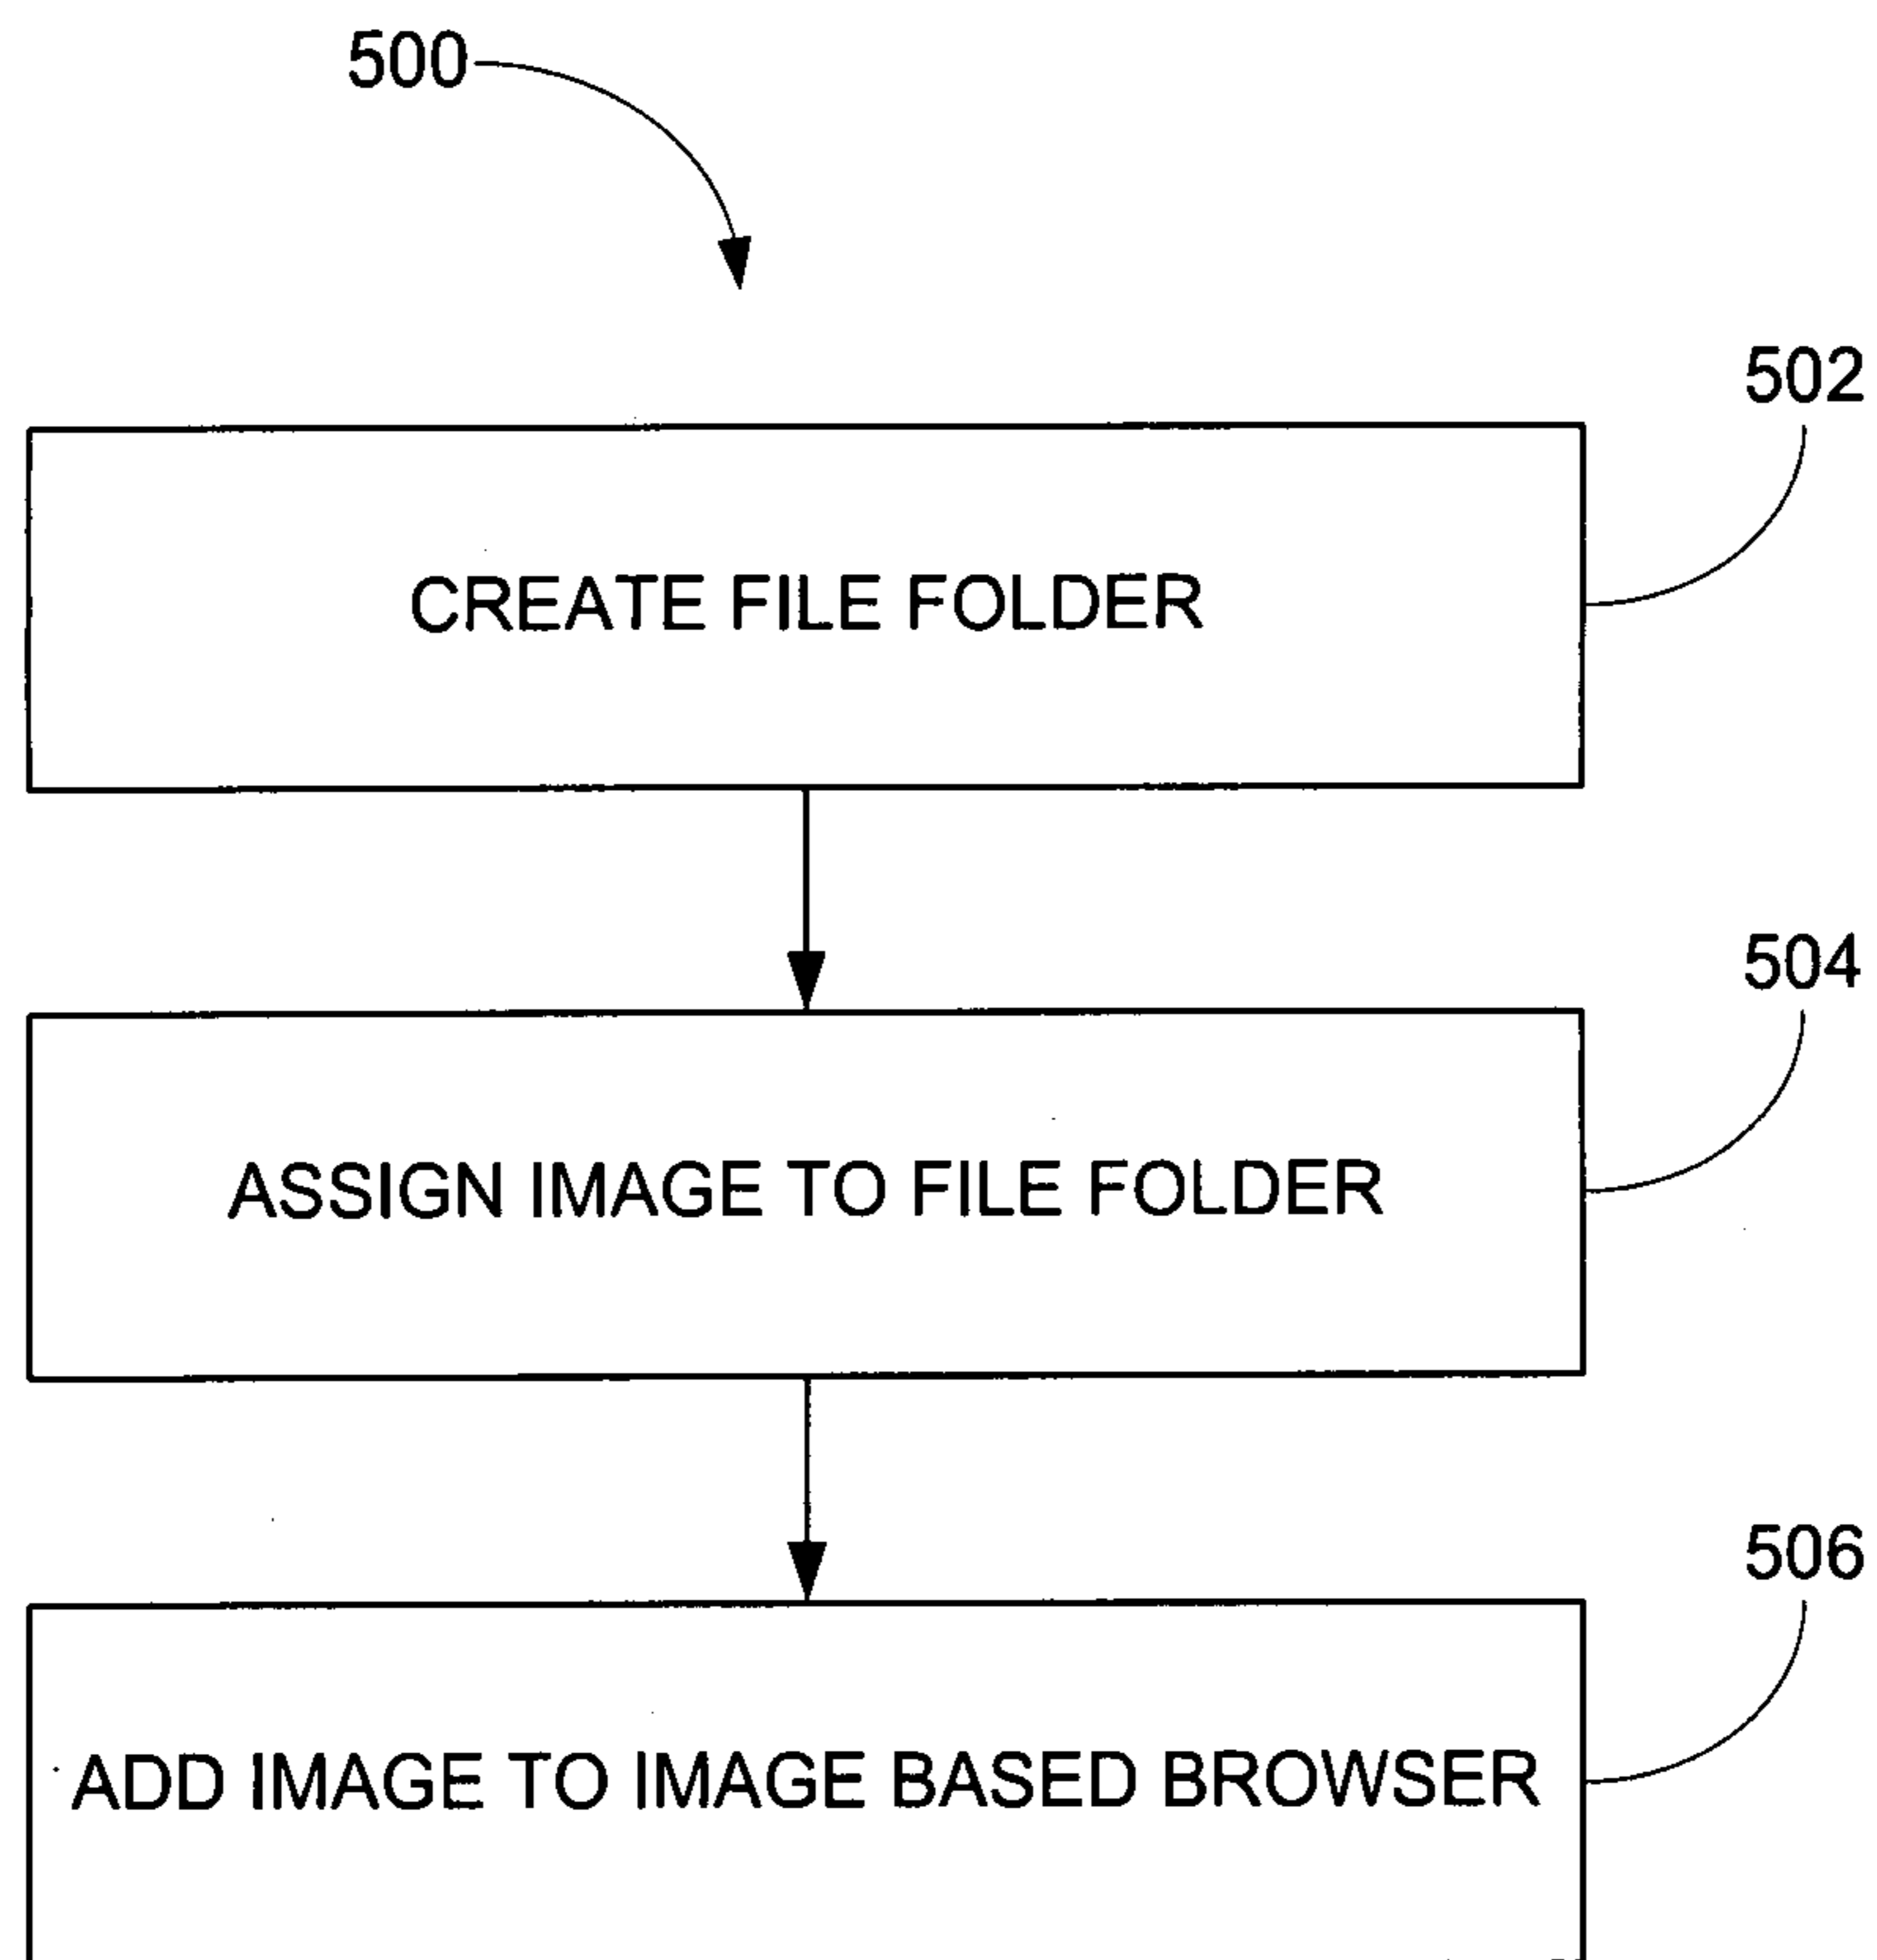 500
502
CREATE FILE FOLDER
504
ASSIGN IMAGE TO FILE FOLDER
506
ADD IMAGE TO IMAGE BASED BROWSER